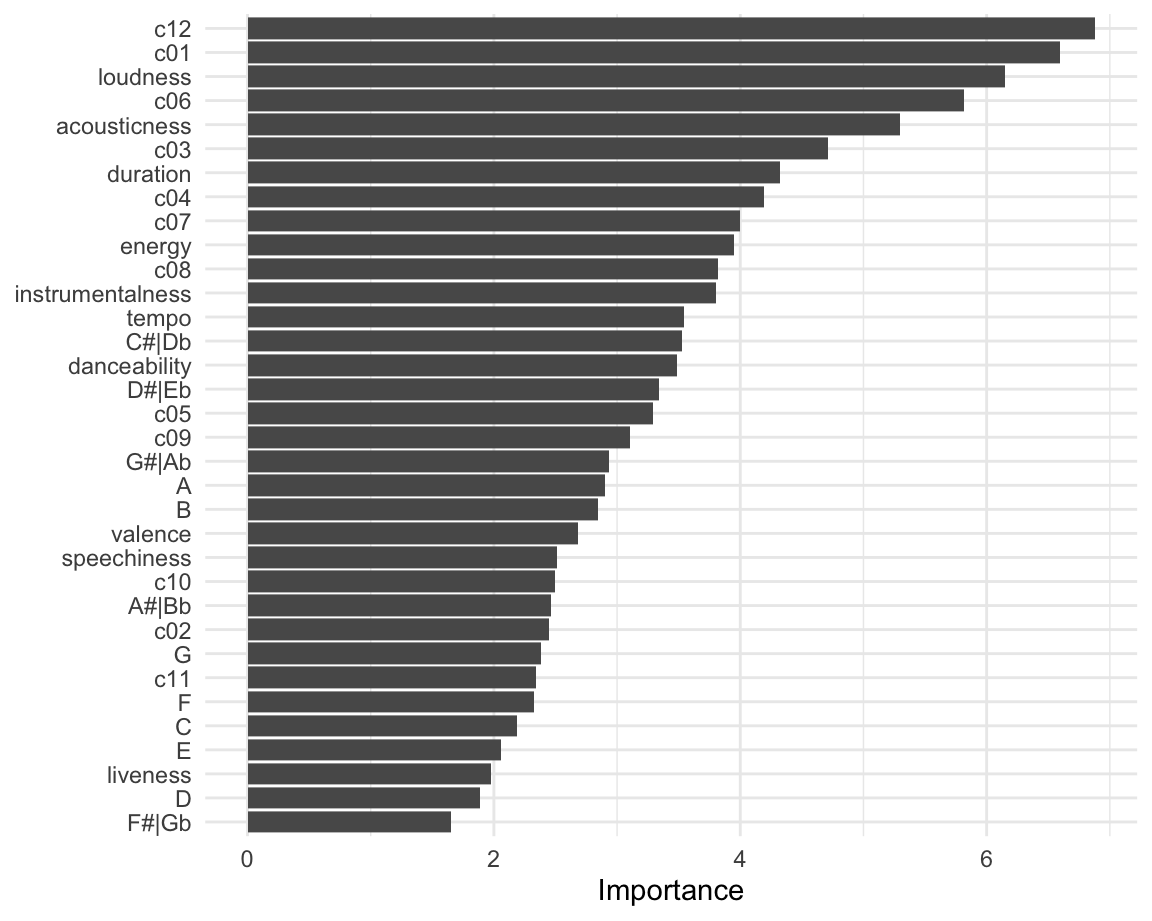 c12
c01
loudness
c06
acousticness
c03
duration
c04
c07
energy
c08
instrumentalness
tempo
C#|Db
danceability
D#|Eb
c05
c09
G#|Ab
A
B
valence
speechiness
c10
A#|Bb
c02
G
c11
F
C
E
liveness
D
F#|Gb
0 2 4 6
Importance